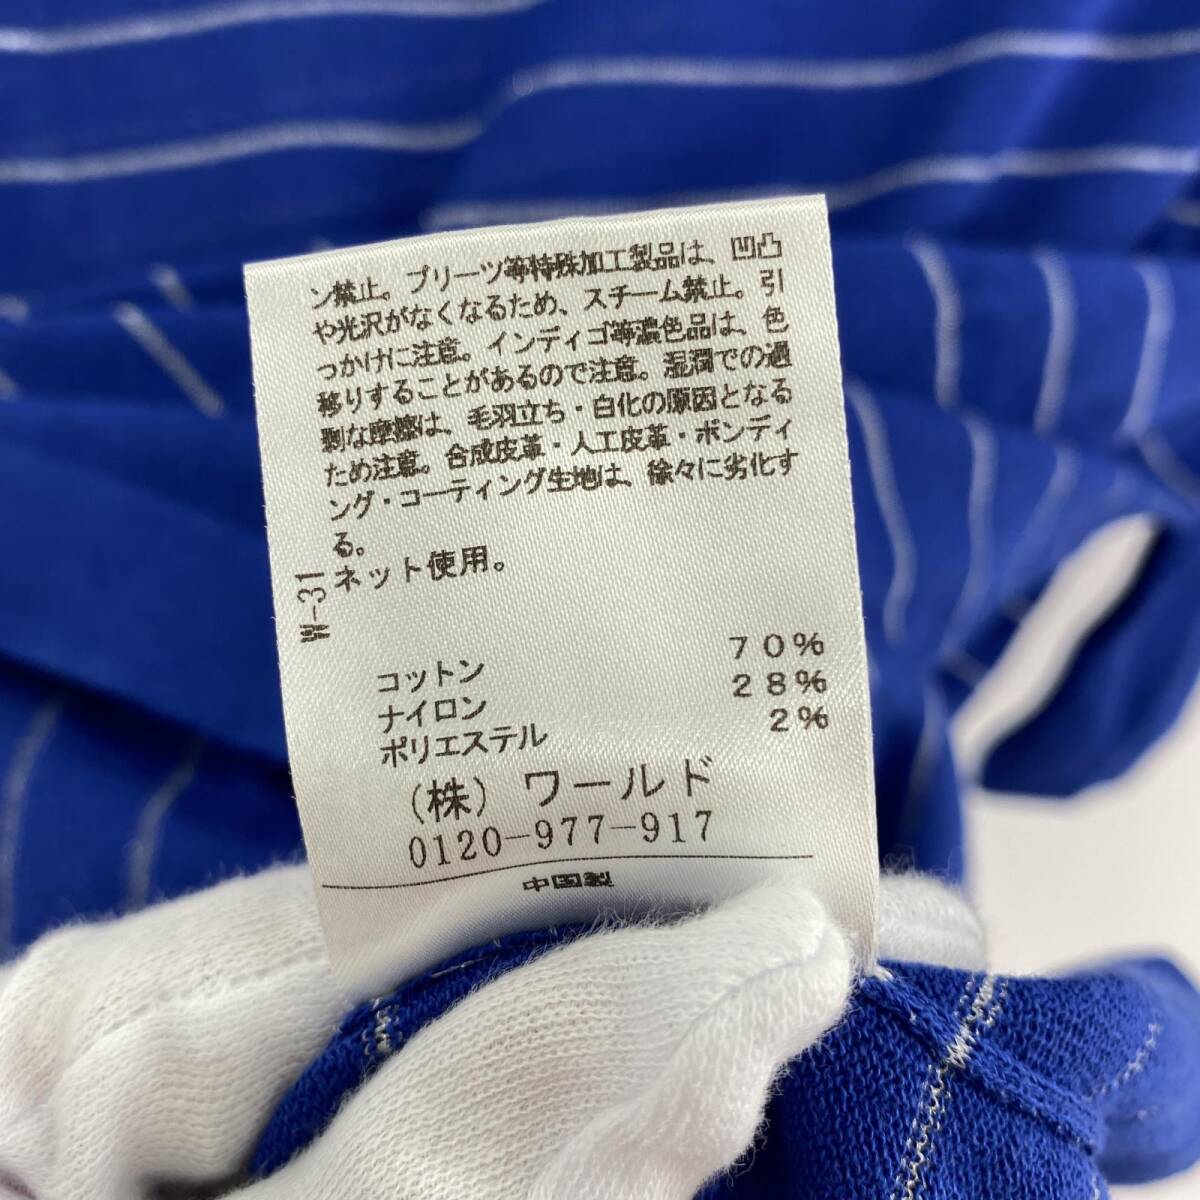 ン禁止。プリーツ等特殊加工製品は、凹凸
や光沢がなくなるため、スチーム禁止。引
っかけに注意。インディゴ等濃色品は、色
移りすることがあるので注意。湿潤での過
剰な摩擦は、毛羽立ち・白化の原因となる
ため注意。合成皮革・人工皮革・ボンディ
ング・コーティング生地は、徐々に劣化す
る。
ネット使用。
W-31
コットン 70%
ナイロン 28%
ポリエステル 2%
(株) ワールド
0120-977-917
中国製